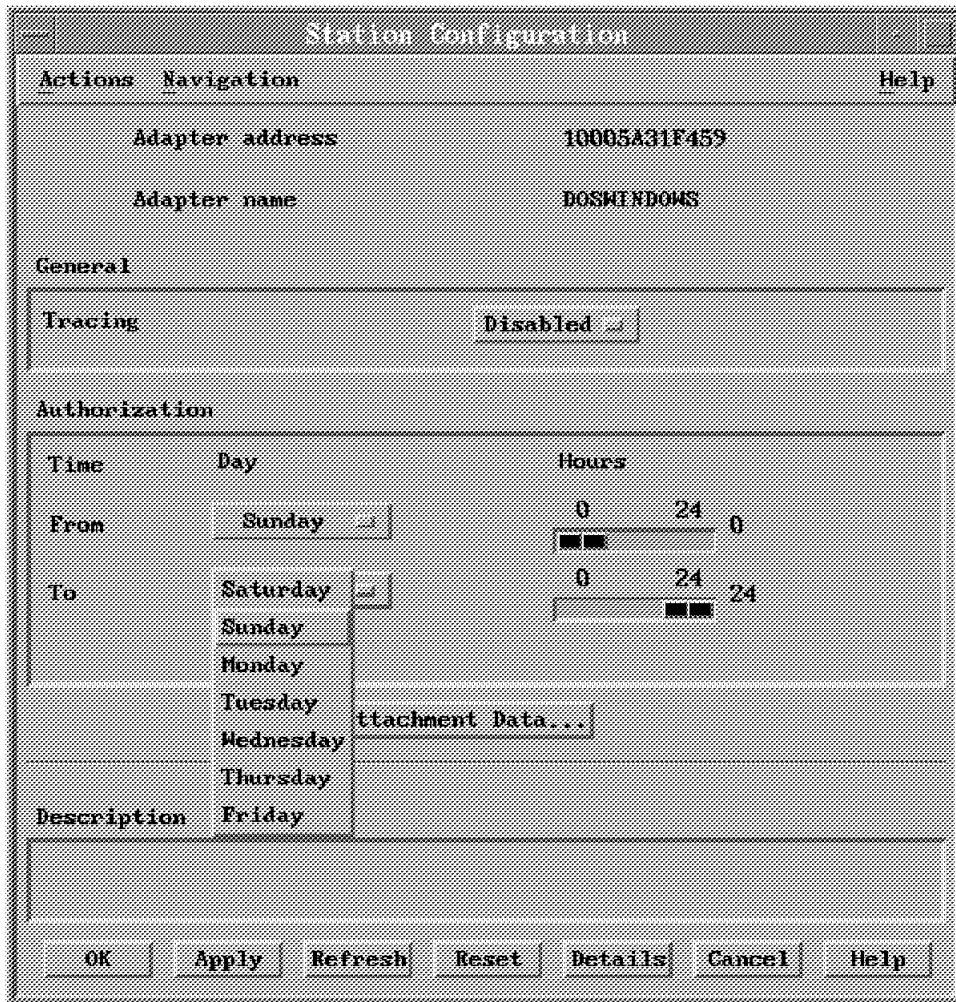 Station Configuration
Actions Navigation Help
Adapter address 10005A31F459
Adapter name DOSWINDOWS
General
Tracing Disabled
Authorization
Time Day Hours
From Sunday 0 24 0
To Saturday 0 24 24
Sunday
Monday
Tuesday
ttachment Data...
Wednesday
Thursday
Description Friday
OK Apply Refresh Reset Details Cancel Help